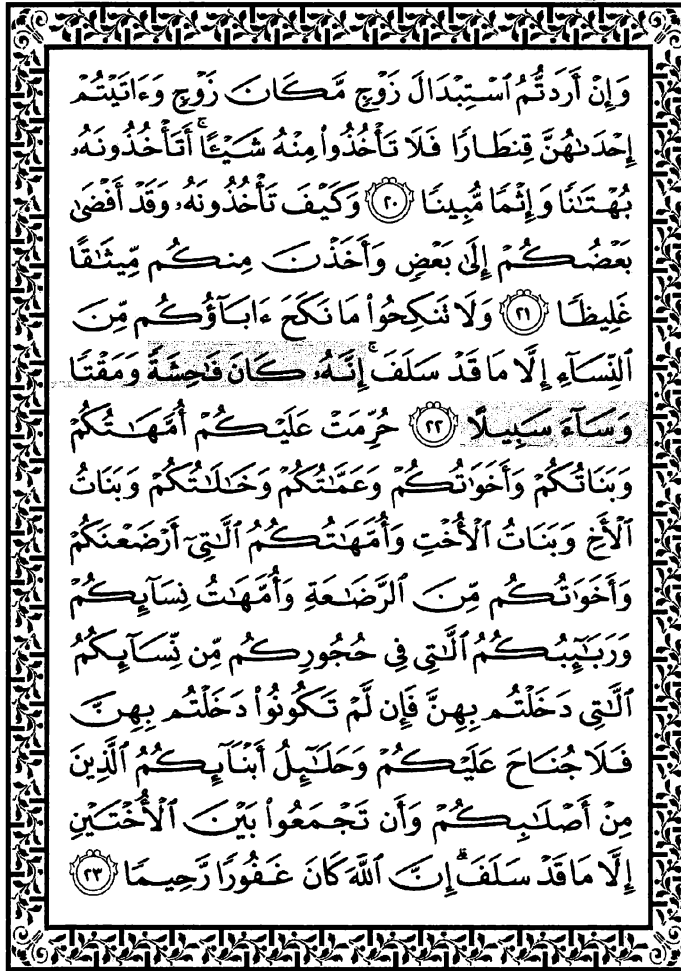 وَإِنْ أَرَدتُّمُ ٱسْتِبْدَالَ زَوْجٍ مَّكَانَ زَوْجٍ وَءَاتَيْتُمْ
إِحْدَىٰهُنَّ قِنطَارًا فَلَا تَأْخُذُوا۟ مِنْهُ شَيْـًٔا ۚ أَتَأْخُذُونَهُۥ
بُهْتَـٰنًا وَإِثْمًا مُّبِينًا ٢٠ وَكَيْفَ تَأْخُذُونَهُۥ وَقَدْ أَفْضَىٰ
بَعْضُكُمْ إِلَىٰ بَعْضٍ وَأَخَذْنَ مِنكُم مِّيثَـٰقًا
غَلِيظًا ٢١ وَلَا تَنكِحُوا۟ مَا نَكَحَ ءَابَآؤُكُم مِّنَ
ٱلنِّسَآءِ إِلَّا مَا قَدْ سَلَفَ ۚ إِنَّهُۥ كَانَ فَـٰحِشَةً وَمَقْتًا
وَسَآءَ سَبِيلًا ٢٢ حُرِّمَتْ عَلَيْكُمْ أُمَّهَـٰتُكُمْ
وَبَنَاتُكُمْ وَأَخَوَٰتُكُمْ وَعَمَّـٰتُكُمْ وَخَـٰلَـٰتُكُمْ وَبَنَاتُ
ٱلْأَخِ وَبَنَاتُ ٱلْأُخْتِ وَأُمَّهَـٰتُكُمُ ٱلَّـٰتِىٓ أَرْضَعْنَكُمْ
وَأَخَوَٰتُكُم مِّنَ ٱلرَّضَـٰعَةِ وَأُمَّهَـٰتُ نِسَآئِكُمْ
وَرَبَـٰٓئِبُكُمُ ٱلَّـٰتِى فِى حُجُورِكُم مِّن نِّسَآئِكُمُ
ٱلَّـٰتِى دَخَلْتُم بِهِنَّ فَإِن لَّمْ تَكُونُوا۟ دَخَلْتُم بِهِنَّ
فَلَا جُنَاحَ عَلَيْكُمْ وَحَلَـٰٓئِلُ أَبْنَآئِكُمُ ٱلَّذِينَ
مِنْ أَصْلَـٰبِكُمْ وَأَن تَجْمَعُوا۟ بَيْنَ ٱلْأُخْتَيْنِ
إِلَّا مَا قَدْ سَلَفَ ۗ إِنَّ ٱللَّهَ كَانَ غَفُورًا رَّحِيمًا ٢٣